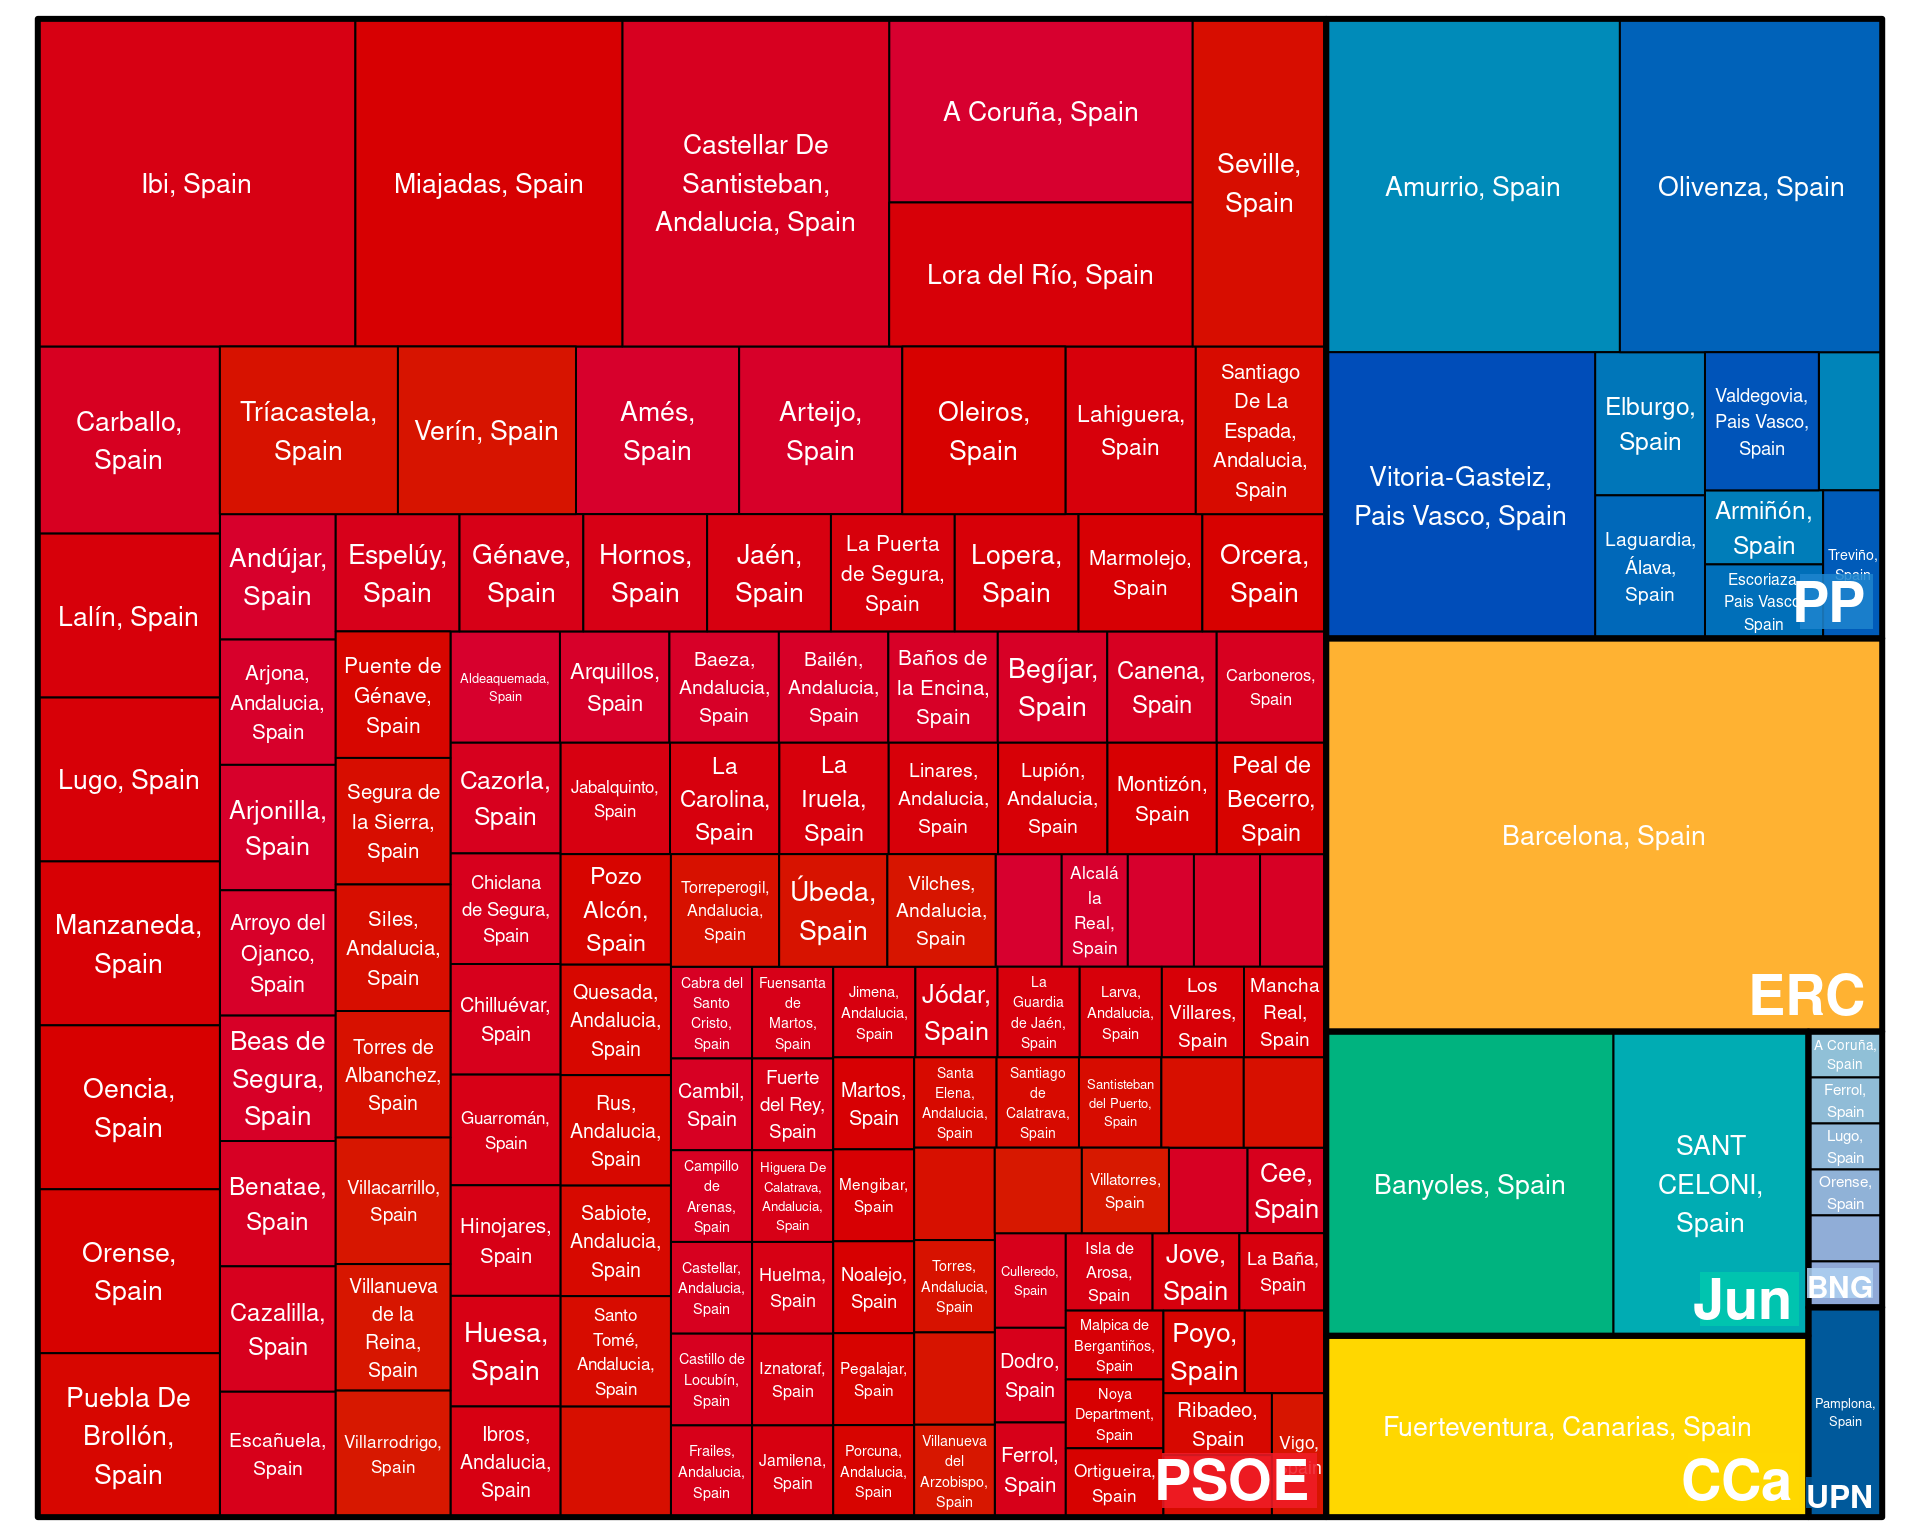 Ibi, Spain
Miajadas, Spain
Castellar De
Santisteban,
Andalucia, Spain
A Coruña, Spain
Lora del Río, Spain
Seville,
Spain
Carballo,
Spain
Tríacastela,
Spain
Verín, Spain
Amés,
Spain
Arteijo,
Spain
Oleiros,
Spain
Lahiguera,
Spain
Santiago
De La
Espada,
Andalucia,
Spain
Lalín, Spain
Lugo, Spain
Manzaneda,
Spain
Oencia,
Spain
Orense,
Spain
Puebla De
Brollón,
Spain
Andújar,
Spain
Arjona,
Andalucia,
Spain
Arjonilla,
Spain
Arroyo del
Ojanco,
Spain
Beas de
Segura,
Spain
Benatae,
Spain
Cazalilla,
Spain
Escañuela,
Spain
Espelúy,
Spain
Génave,
Spain
Hornos,
Spain
Jaén,
Spain
La Puerta
de Segura,
Spain
Lopera,
Spain
Marmolejo,
Spain
Orcera,
Spain
Puente de
Génave,
Spain
Segura de
la Sierra,
Spain
Siles,
Andalucia,
Spain
Torres de
Albanchez,
Spain
Villacarrillo,
Spain
Villanueva
de la
Reina,
Spain
Villarrodrigo,
Spain
Aldeaquemada,
Spain
Arquillos,
Spain
Baeza,
Andalucia,
Spain
Bailén,
Andalucia,
Spain
Baños de
la Encina,
Spain
Begíjar,
Spain
Canena,
Spain
Carboneros,
Spain
Cazorla,
Spain
Chiclana
de Segura,
Spain
Chilluévar,
Spain
Guarromán,
Spain
Hinojares,
Spain
Huesa,
Spain
Ibros,
Andalucia,
Spain
Jabalquinto,
Spain
La
Carolina,
Spain
La
Iruela,
Spain
Linares,
Andalucia,
Spain
Lupión,
Andalucia,
Spain
Montizón,
Spain
Peal de
Becerro,
Spain
Pozo
Alcón,
Spain
Quesada,
Andalucia,
Spain
Rus,
Andalucia,
Spain
Sabiote,
Andalucia,
Spain
Santo
Tomé,
Andalucia,
Spain
Torreperogil,
Andalucia,
Spain
Úbeda,
Spain
Vilches,
Andalucia,
Spain
Alcalá
la
Real,
Spain
Cabra del
Santo
Cristo,
Spain
Cambil,
Spain
Campillo
de
Arenas,
Spain
Castellar,
Andalucia,
Spain
Castillo de
Locubín,
Spain
Frailes,
Andalucia,
Spain
Fuensanta
de
Martos,
Spain
Fuerte
del Rey,
Spain
Higuera De
Calatrava,
Andalucia,
Spain
Huelma,
Spain
Iznatoraf,
Spain
Jamilena,
Spain
Jimena,
Andalucia,
Spain
Jódar,
Spain
La
Guardia
de Jaén,
Spain
Larva,
Andalucia,
Spain
Los
Villares,
Spain
Mancha
Real,
Spain
Martos,
Spain
Mengibar,
Spain
Noalejo,
Spain
Pegalajar,
Spain
Porcuna,
Andalucia,
Spain
Santa
Elena,
Andalucia,
Spain
Santiago
de
Calatrava,
Spain
Santisteban
del Puerto,
Spain
Torres,
Andalucia,
Spain
Villanueva
del
Arzobispo,
Spain
Villatorres,
Spain
Cee,
Spain
Culleredo,
Spain
Dodro,
Spain
Ferrol,
Spain
Isla de
Arosa,
Spain
Jove,
Spain
La Baña,
Spain
Malpica de
Bergantiños,
Spain
Noya
Department,
Spain
Ortigueira,
Spain
Poyo,
Spain
Ribadeo,
Spain
Vigo,
Spain
PSOE
Amurrio, Spain
Olivenza, Spain
Vitoria-Gasteiz,
Pais Vasco, Spain
Elburgo,
Spain
Laguardia,
Álava,
Spain
Valdegovia,
Pais Vasco,
Spain
Armiñón,
Spain
Escoriaza,
Pais Vasco,
Spain
Treviño,
Spain
PP
Barcelona, Spain
ERC
Banyoles, Spain
SANT
CELONI,
Spain
Jun
A Coruña,
Spain
Ferrol,
Spain
Lugo,
Spain
Orense,
Spain
BNG
Fuerteventura, Canarias, Spain
CCa
Pamplona,
Spain
UPN